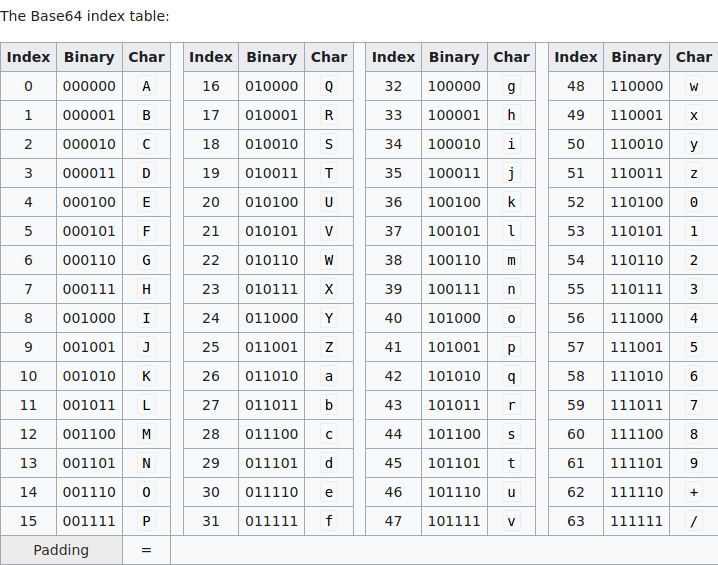 The Base64 index table:
Index Binary Char Index Binary Char Index Binary Char Index Binary Char
0 000000 A 16 010000 Q 32 100000 g 48 110000 w
1 000001 B 17 010001 R 33 100001 h 49 110001 x
2 000010 C 18 010010 S 34 100010 i 50 110010 y
3 000011 D 19 010011 T 35 100011 j 51 110011 z
4 000100 E 20 010100 U 36 100100 k 52 110100 0
5 000101 F 21 010101 V 37 100101 l 53 110101 1
6 000110 G 22 010110 W 38 100110 m 54 110110 2
7 000111 H 23 010111 X 39 100111 n 55 110111 3
8 001000 I 24 011000 Y 40 101000 o 56 111000 4
9 001001 J 25 011001 Z 41 101001 p 57 111001 5
10 001010 K 26 011010 a 42 101010 q 58 111010 6
11 001011 L 27 011011 b 43 101011 r 59 111011 7
12 001100 M 28 011100 c 44 101100 s 60 111100 8
13 001101 N 29 011101 d 45 101101 t 61 111101 9
14 001110 O 30 011110 e 46 101110 u 62 111110 +
15 001111 P 31 011111 f 47 101111 v 63 111111 /
Padding =